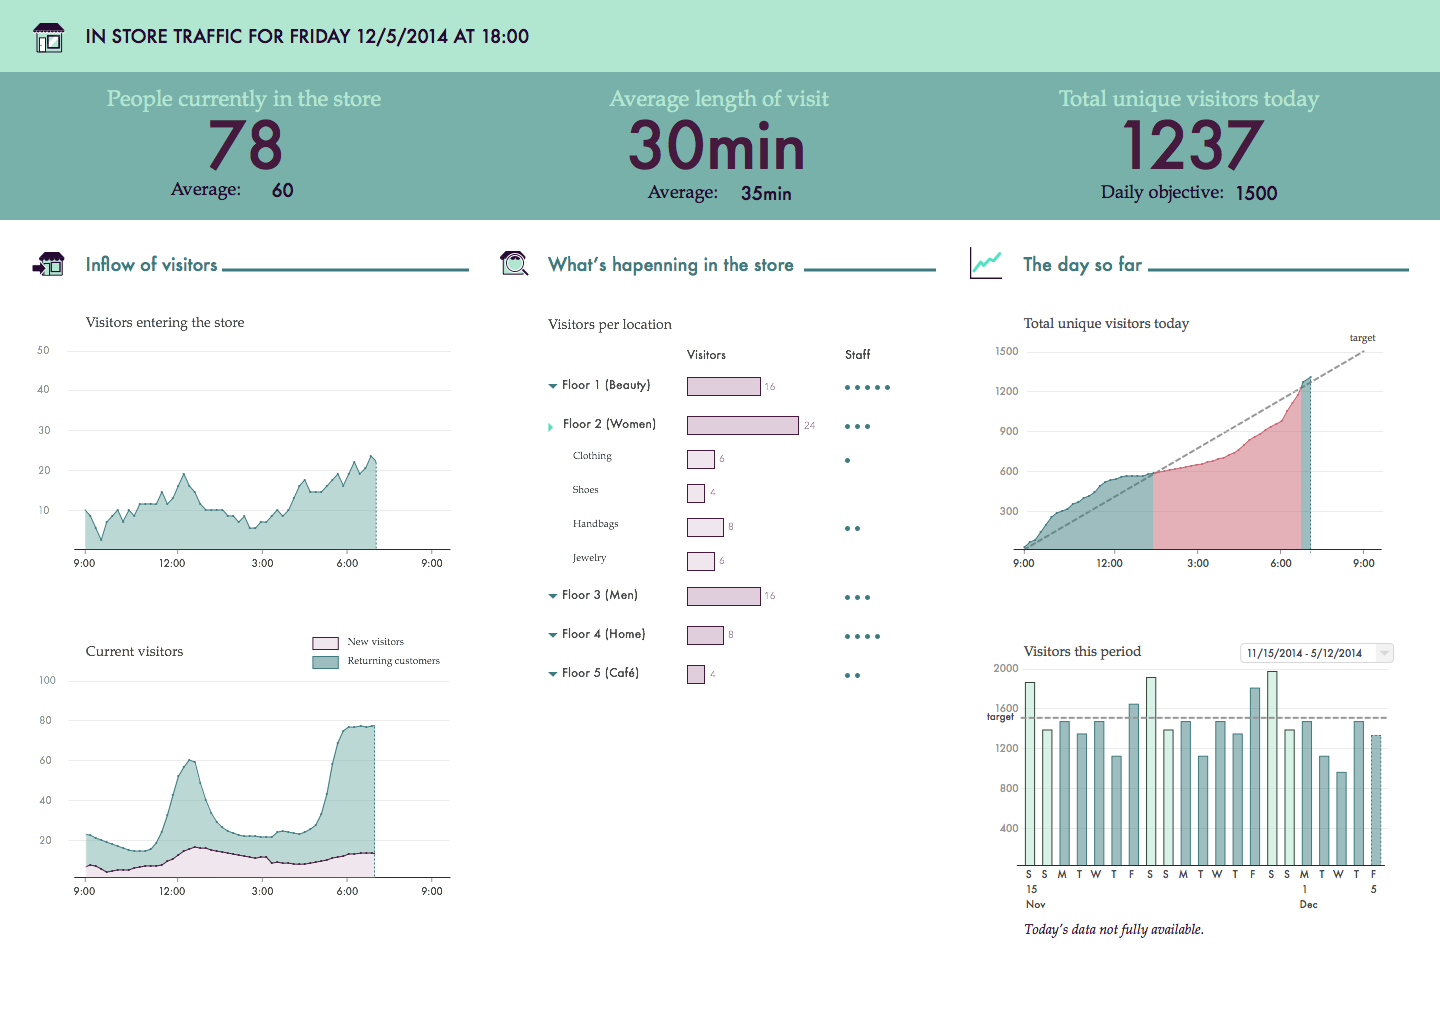 IN STORE TRAFFIC FOR FRIDAY 12/5/2014 AT 18:00
People currently in the store
78
Average: 60
Average length of visit
30min
Average: 35min
Total unique visitors today
1237
Daily objective: 1500
Inflow of visitors
Visitors entering the store
50
40
30
20
10
9:00 12:00 3:00 6:00 9:00
Current visitors
New visitors
Returning customers
100
80
60
40
20
9:00 12:00 3:00 6:00 9:00
What's hapenning in the store
Visitors per location
Visitors Staff
Floor 1 (Beauty) 16
Floor 2 (Women) 24
Clothing 6
Shoes 4
Handbags 8
Jewelry 6
Floor 3 (Men) 16
Floor 4 (Home) 8
Floor 5 (Café) 4
The day so far
Total unique visitors today
target
1500
1200
900
600
300
9:00 12:00 3:00 6:00 9:00
Visitors this period
11/15/2014 - 5/12/2014
2000
1600
target
1200
800
400
S S M T W T F S S M T W T F S S M T W T F
15 1 5
Nov Dec
Today's data not fully available.